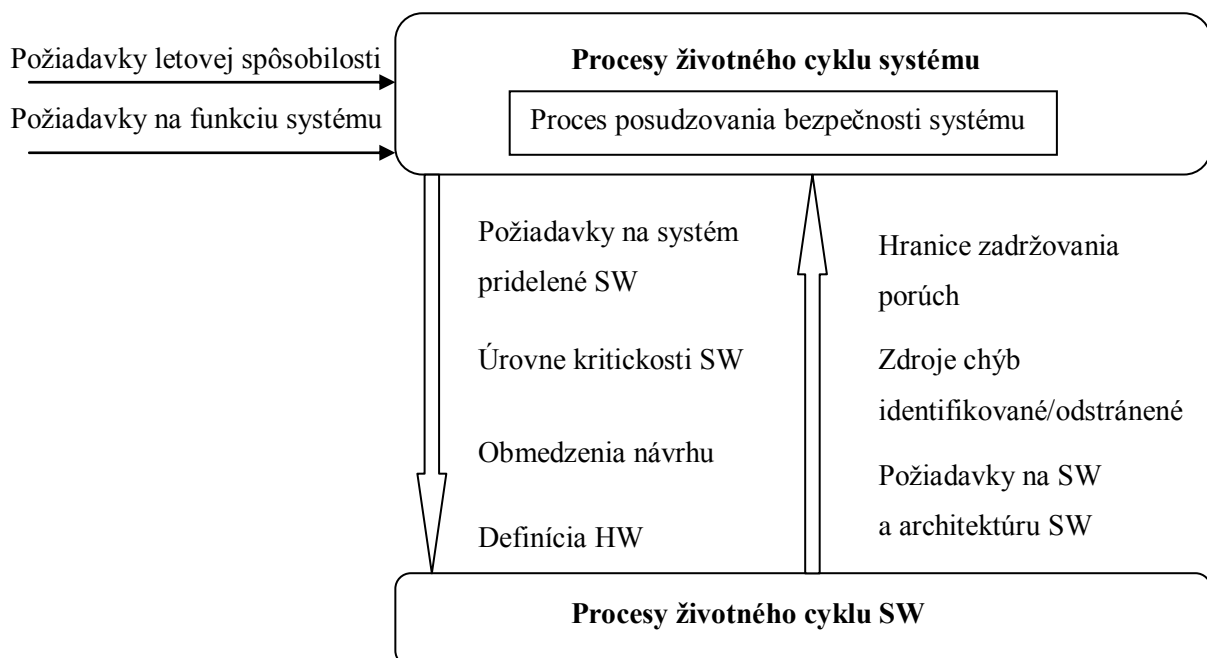 Požiadavky letovej spôsobilosti
Požiadavky na funkciu systému
Procesy životného cyklu systému
Proces posudzovania bezpečnosti systému
Požiadavky na systém
pridelené SW
Úrovne kritickosti SW
Obmedzenia návrhu
Definícia HW
Hranice zadržovania
porúch
Zdroje chýb
identifikované/odstránené
Požiadavky na SW
a architektúru SW
Procesy životného cyklu SW